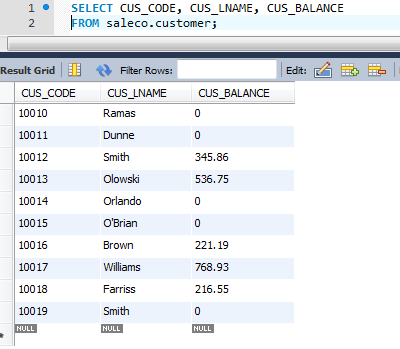 1 SELECT CUS_CODE, CUS_LNAME, CUS_BALANCE
2 FROM saleco.customer;
Result Grid Filter Rows: Edit:
CUS_CODE CUS_LNAME CUS_BALANCE
10010 Ramas 0
10011 Dunne 0
10012 Smith 345.86
10013 Olowski 536.75
10014 Orlando 0
10015 O'Brian 0
10016 Brown 221.19
10017 Williams 768.93
10018 Farriss 216.55
10019 Smith 0
NULL NULL NULL